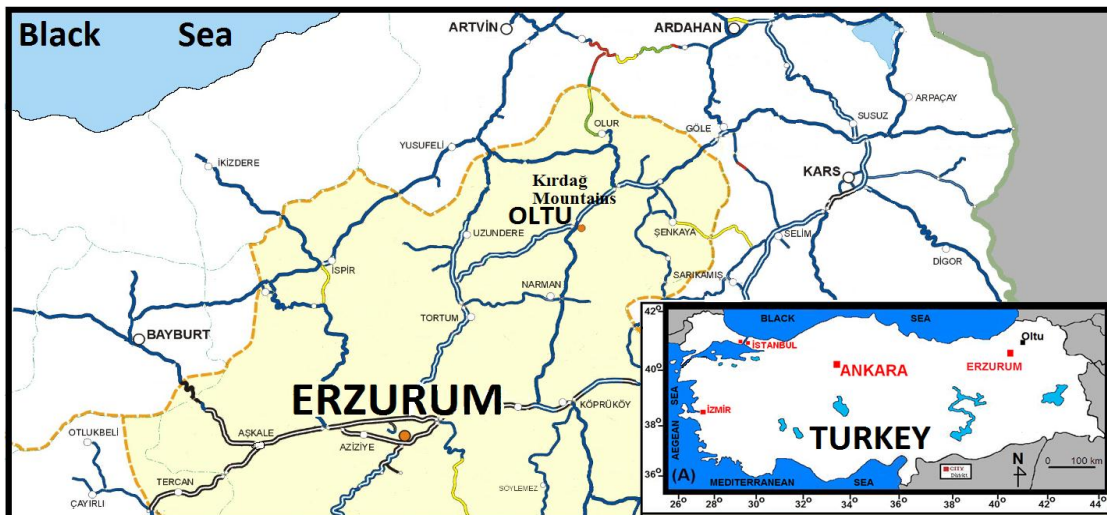 Black Sea
ARTVİN
ARDAHAN
ARPAÇAY
SUSUZ
OLUR
GÖLE
YUSUFELİ
İKİZDERE
KARS
Kırdağ
Mountains
OLTU
UZUNDERE
ŞENKAYA
SELİM
DİGOR
İSPİR
SARIKAMIŞ
NARMAN
TORTUM
BAYBURT
ERZURUM
KÖPRÜKÖY
OTLUKBELİ
AŞKALE
AZİZİYE
TERCAN
SÖYLEMEZ
ÇAYIRLI
42°
40°
38°
36°
BLACK SEA
İSTANBUL
Oltu
ANKARA
ERZURUM
AEGEAN SEA
İZMİR
TURKEY
(A)
CITY
District
N
0 100 km
MEDITERRANEAN SEA
26° 28° 30° 32° 34° 36° 38° 40° 42° 44°